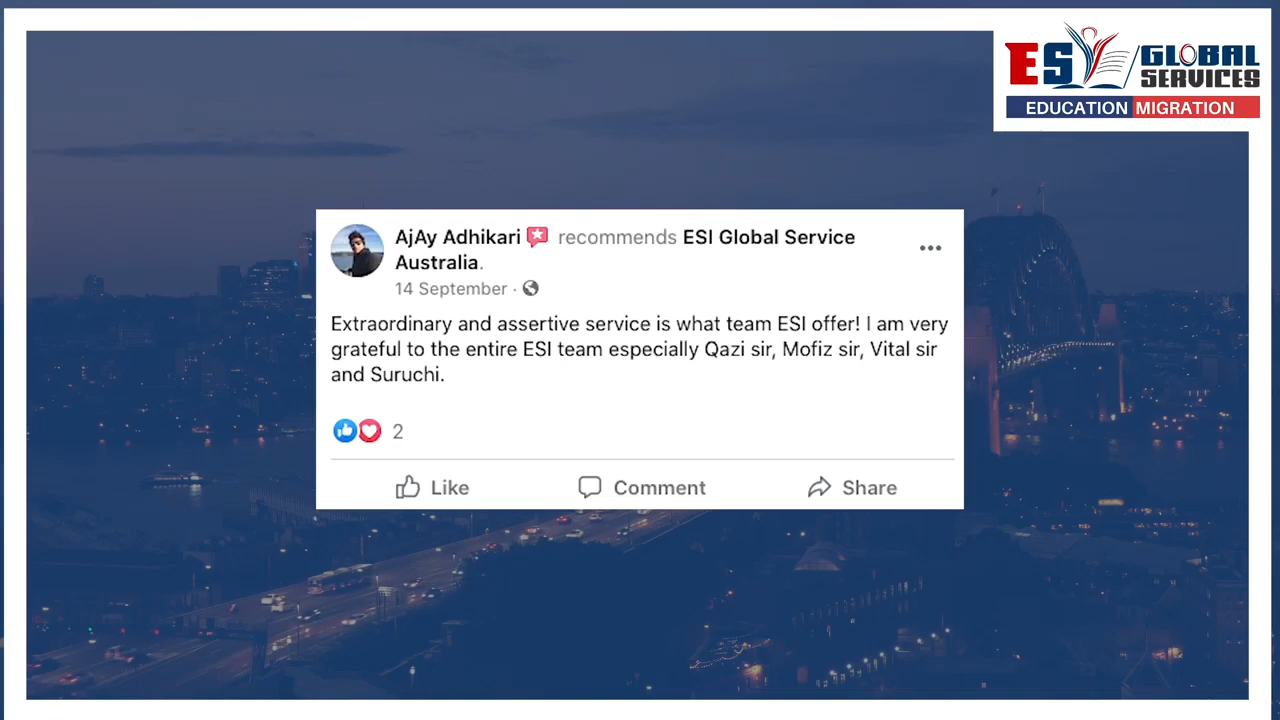 ESI GLOBAL
SERVICES
EDUCATION MIGRATION
AjAy Adhikari recommends ESI Global Service
Australia.
14 September ·
Extraordinary and assertive service is what team ESI offer! I am very
grateful to the entire ESI team especially Qazi sir, Mofiz sir, Vital sir
and Suruchi.
2
Like Comment Share